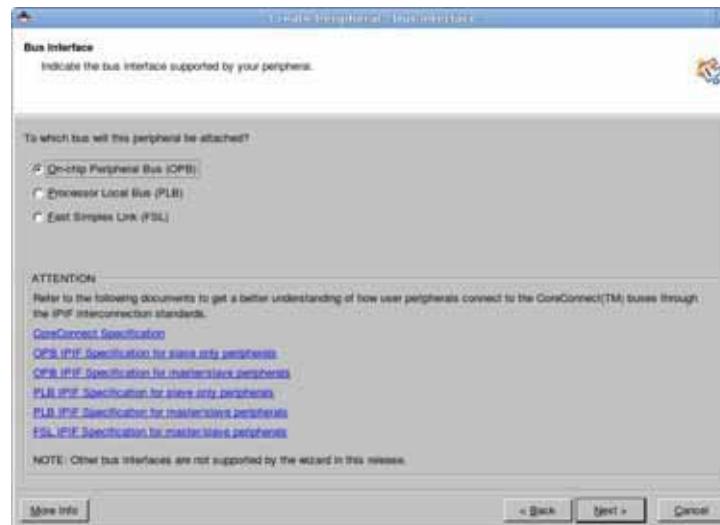 Create Peripheral - Bus Interface
Bus Interface
Indicate the bus interface supported by your peripheral.
To which bus will this peripheral be attached?
On-chip Peripheral Bus (OPB)
Processor Local Bus (PLB)
Fast Simplex Link (FSL)
ATTENTION
Refer to the following documents to get a better understanding of how user peripherals connect to the CoreConnect(TM) buses through
the IPIF interconnection standards.
CoreConnect Specification
OPB IPIF Specification for slave only peripherals
OPB IPIF Specification for master/slave peripherals
PLB IPIF Specification for slave only peripherals
PLB IPIF Specification for master/slave peripherals
FSL IPIF Specification for master/slave peripherals
NOTE: Other bus interfaces are not supported by the wizard in this release.
More Info
< Back
Next >
Cancel